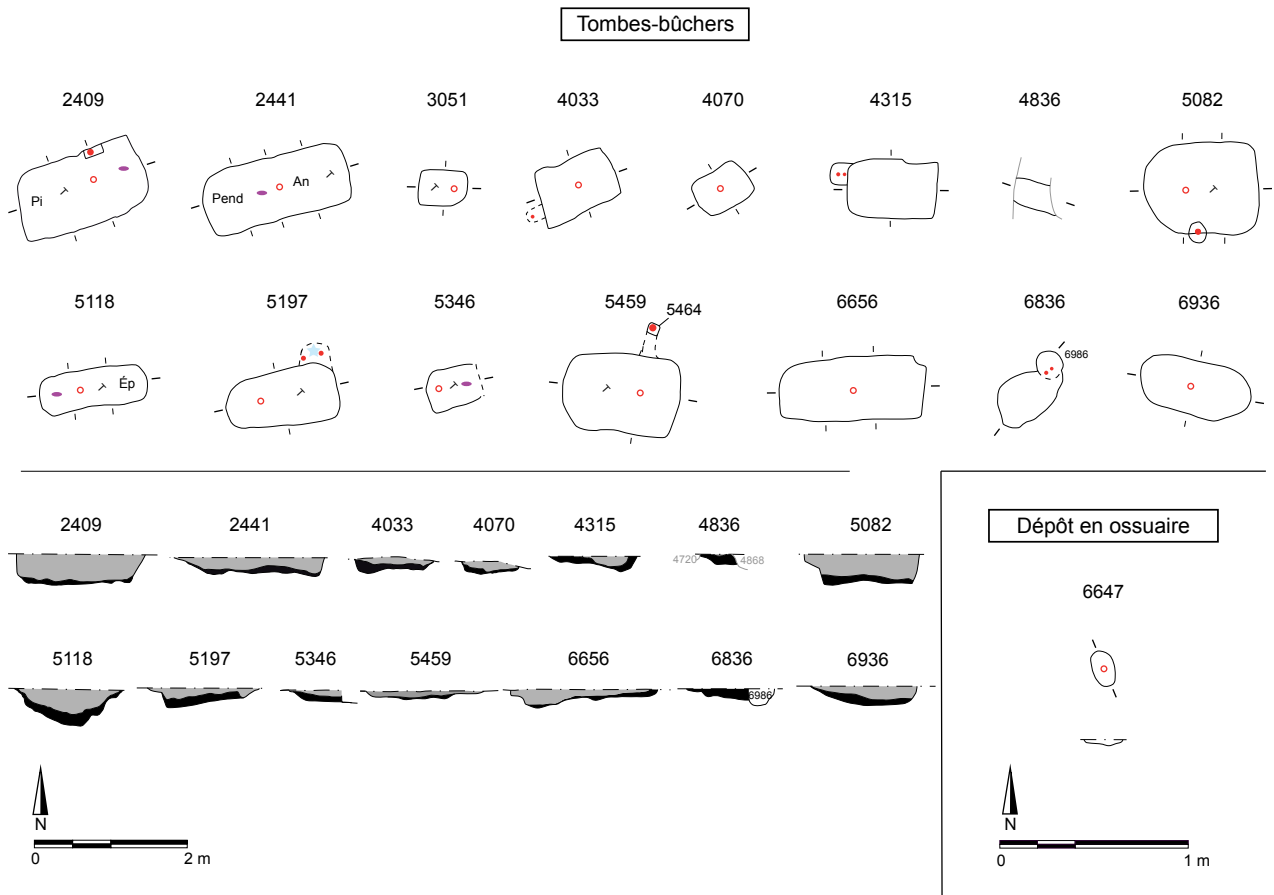 Tombes-bûchers
2409 2441 3051 4033 4070 4315 4836 5082
Pi
Pend An
5118 5197 5346 5459 5464 6656 6836 6936
6986
Ép
2409 2441 4033 4070 4315 4836 5082
4720 4868
5118 5197 5346 5459 6656 6836 6936
6986
N
0 2 m
Dépôt en ossuaire
6647
N
0 1 m